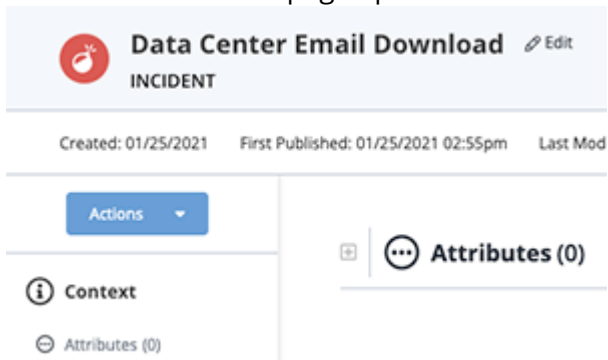 Data Center Email Download Edit
INCIDENT
Created: 01/25/2021 First Published: 01/25/2021 02:55pm Last Mod
Actions
Attributes (0)
Context
Attributes (0)